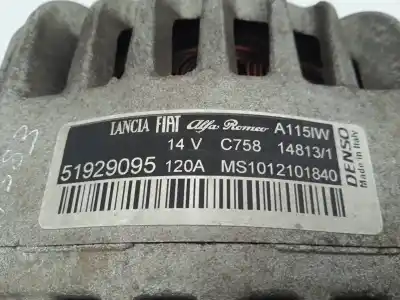 LANCIA FIAT Alfa Romeo A115IW
14 V C758 14813/1
51929095 120A MS1012101840
DENSO
Made in Italy